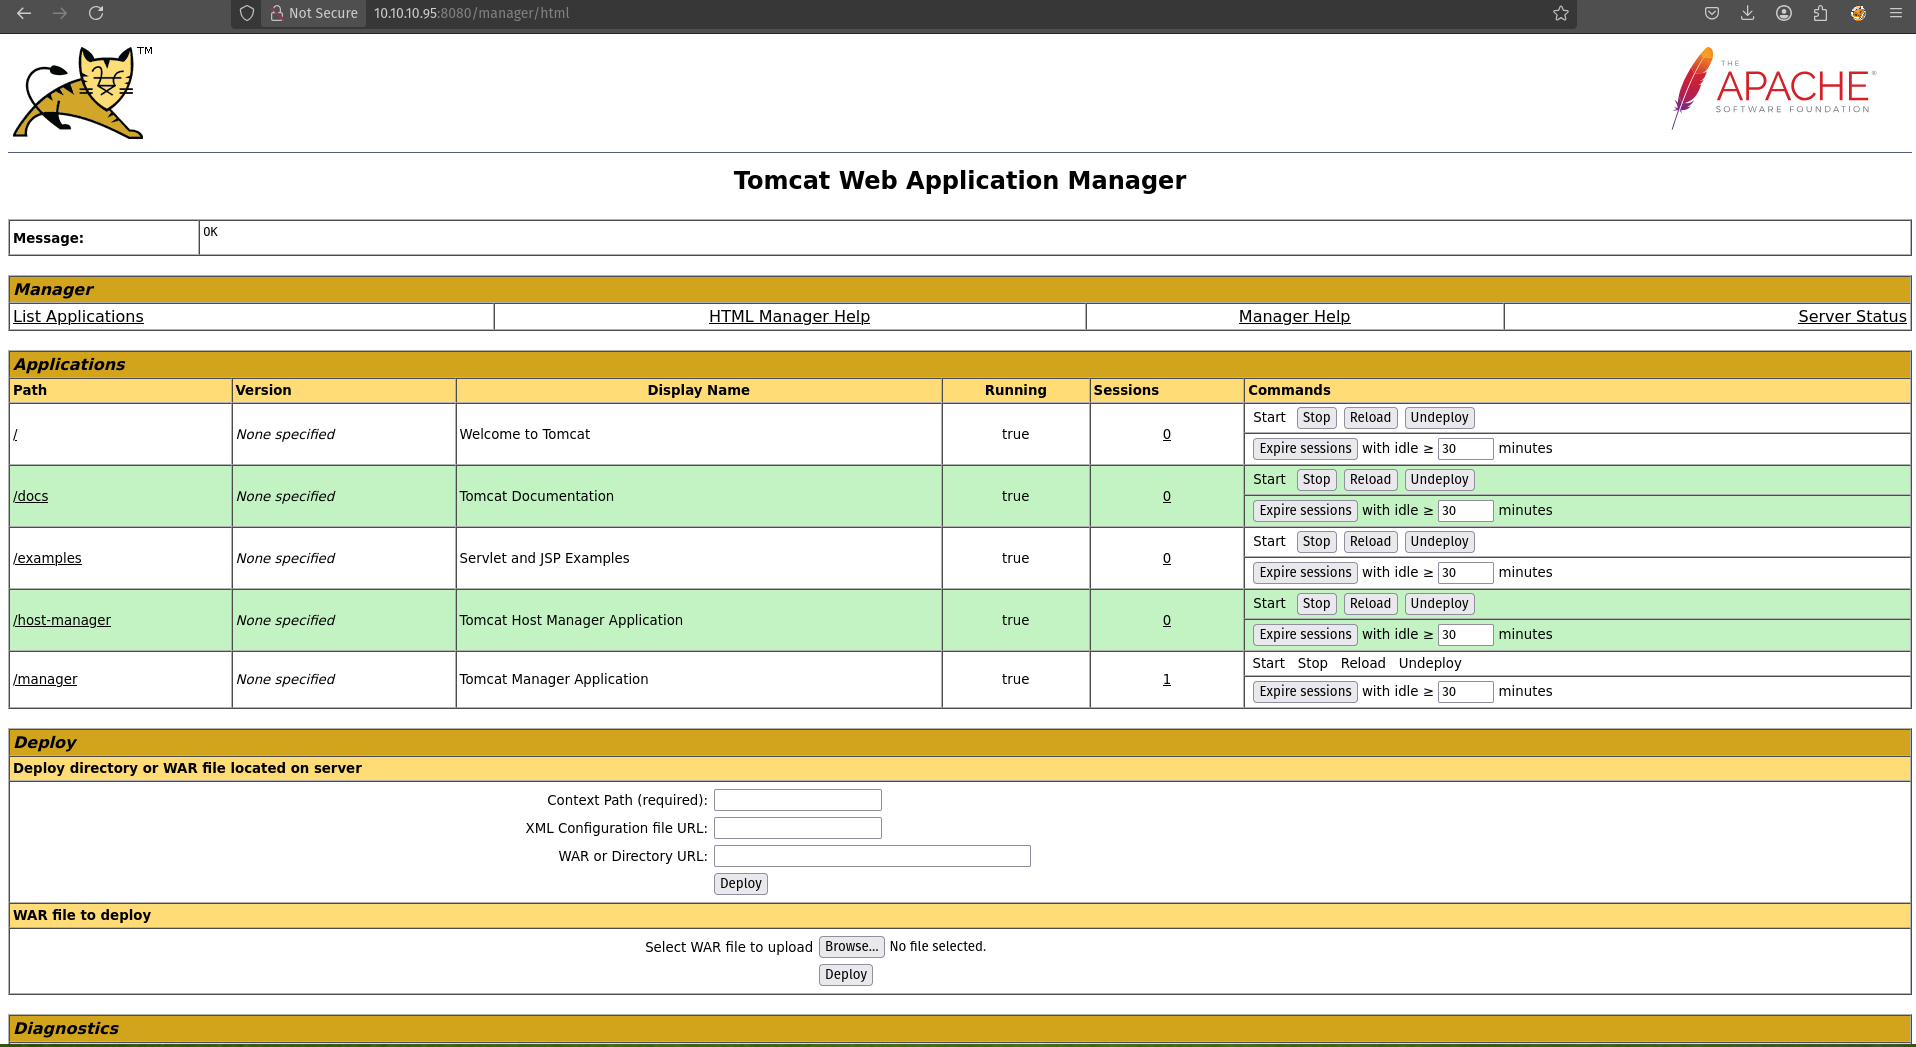 Not Secure 10.10.10.95:8080/manager/html
TM
THE
APACHE®
SOFTWARE FOUNDATION
Tomcat Web Application Manager
Message: OK
Manager
List Applications HTML Manager Help Manager Help Server Status
Applications
Path Version Display Name Running Sessions Commands
Start Stop Reload Undeploy
/ None specified Welcome to Tomcat true 0
Expire sessions with idle ≥ 30 minutes
Start Stop Reload Undeploy
/docs None specified Tomcat Documentation true 0
Expire sessions with idle ≥ 30 minutes
Start Stop Reload Undeploy
/examples None specified Servlet and JSP Examples true 0
Expire sessions with idle ≥ 30 minutes
Start Stop Reload Undeploy
/host-manager None specified Tomcat Host Manager Application true 0
Expire sessions with idle ≥ 30 minutes
Start Stop Reload Undeploy
/manager None specified Tomcat Manager Application true 1
Expire sessions with idle ≥ 30 minutes
Deploy
Deploy directory or WAR file located on server
Context Path (required):
XML Configuration file URL:
WAR or Directory URL:
Deploy
WAR file to deploy
Select WAR file to upload Browse... No file selected.
Deploy
Diagnostics